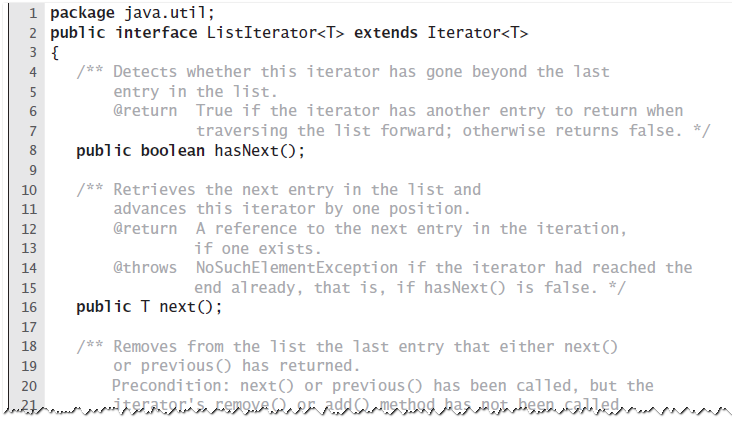 1 package java.util;
2 public interface ListIterator<T> extends Iterator<T>
3 {
4 /** Detects whether this iterator has gone beyond the last
5 entry in the list.
6 @return True if the iterator has another entry to return when
7 traversing the list forward; otherwise returns false. */
8 public boolean hasNext();
9
10 /** Retrieves the next entry in the list and
11 advances this iterator by one position.
12 @return A reference to the next entry in the iteration,
13 if one exists.
14 @throws NoSuchElementException if the iterator had reached the
15 end already, that is, if hasNext() is false. */
16 public T next();
17
18 /** Removes from the list the last entry that either next()
19 or previous() has returned.
20 Precondition: next() or previous() has been called, but the
21 iterator's remove() or add() method has not been called